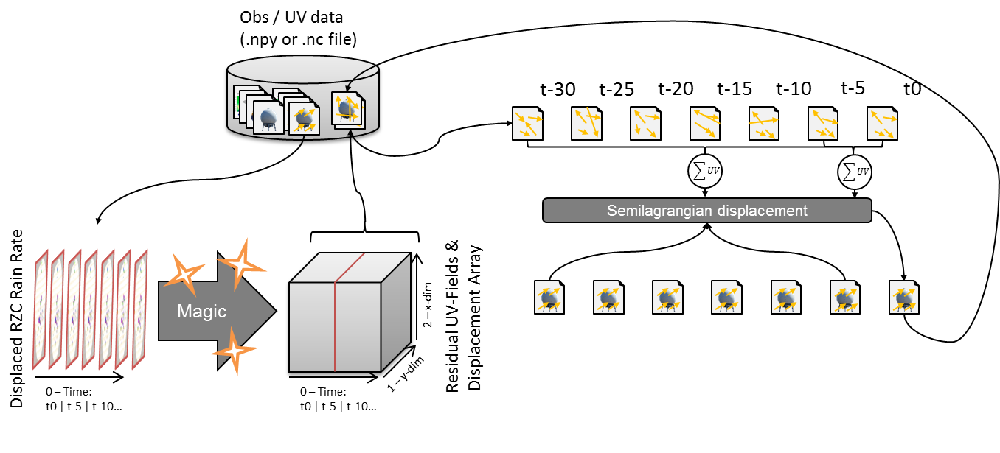 Obs / UV data
(.npy or .nc file)
t-30 t-25 t-20 t-15 t-10 t-5 t0
∑UV ∑UV
Semilagrangian displacement
Displaced RZC Rain Rate
Magic
0 – Time:
t0 | t-5 | t-10...
0 – Time:
t0 | t-5 | t-10...
1 – y-dim
2 – x-dim
Residual UV-Fields &
Displacement Array